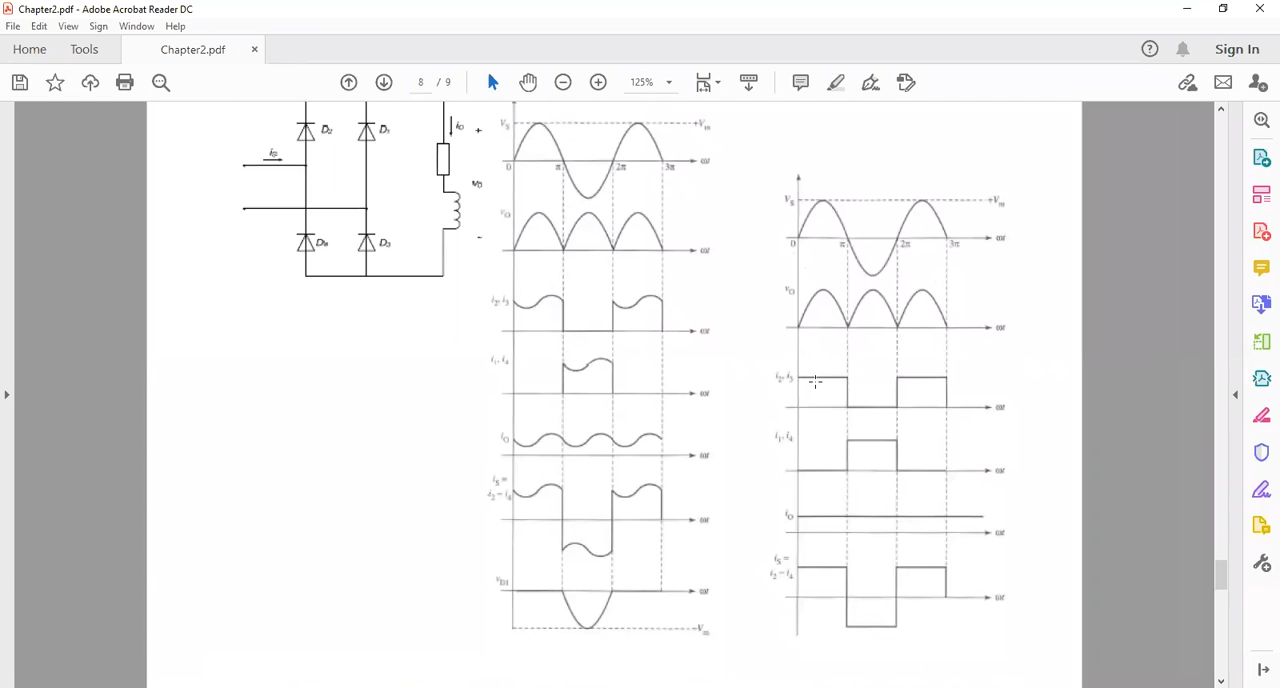 Chapter2.pdf - Adobe Acrobat Reader DC
File Edit View Sign Window Help
Home Tools Chapter2.pdf × Sign In
8 / 9 125%
D2 D1
iS
iO +
vO
-
D4 D3
VS Vm
0 π 2π 3π ωt
vO ωt
i2, i3 ωt
i1, i4 ωt
iO ωt
iS =
i2 - i4 ωt
vD1 ωt
-Vm
VS Vm
0 π 2π 3π ωt
vO ωt
i2, i3 ωt
i1, i4 ωt
iO ωt
iS =
i2 - i4 ωt